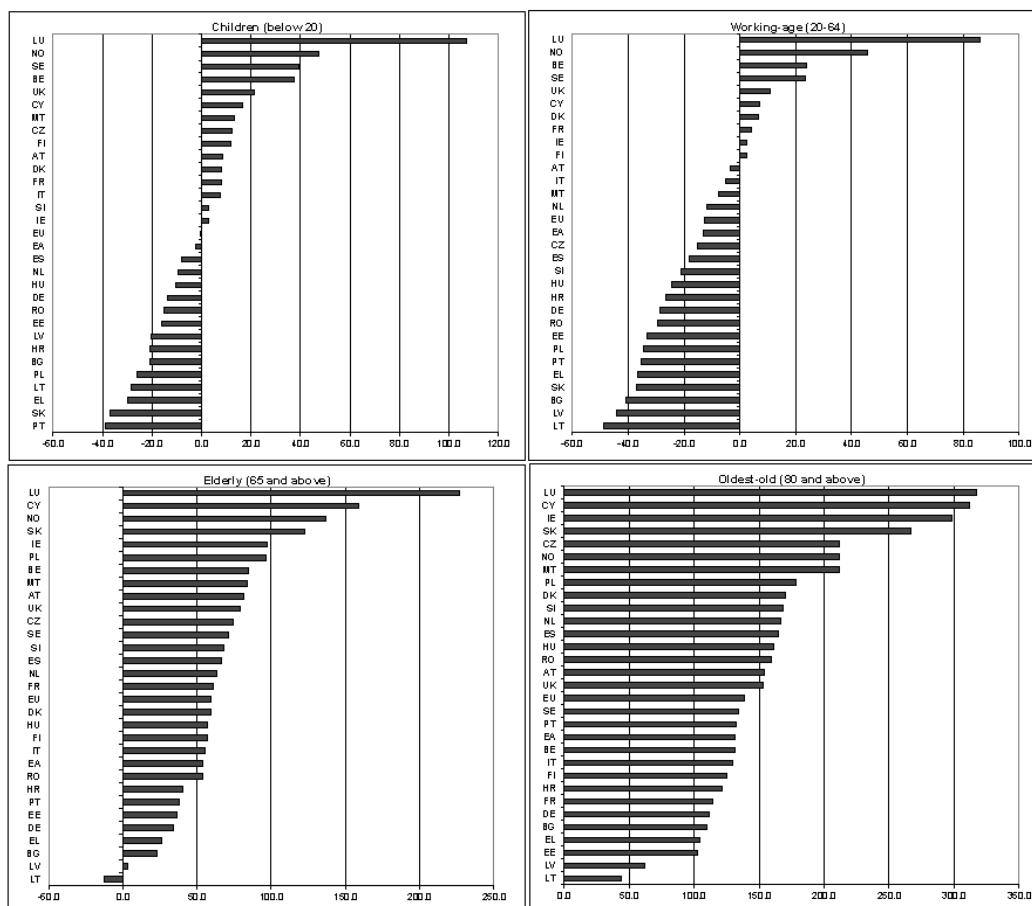 Children (below 20)
LU
NO
SE
BE
UK
CY
MT
CZ
FI
AT
DK
FR
IT
SI
IE
EU
EA
ES
NL
HU
DE
RO
EE
LV
HR
BG
PL
LT
EL
SK
PT
-60.0 -40.0 -20.0 0.0 20.0 40.0 60.0 80.0 100.0 120.0
Working-age (20-64)
LU
NO
BE
SE
UK
CY
DK
FR
IE
FI
AT
IT
MT
NL
EU
EA
CZ
ES
SI
HU
HR
DE
RO
EE
PL
PT
EL
SK
BG
LV
LT
-60.0 -40.0 -20.0 0.0 20.0 40.0 60.0 80.0 100.0
Elderly (65 and above)
LU
CY
NO
SK
IE
PL
BE
MT
AT
UK
CZ
SE
SI
ES
NL
FR
EU
DK
HU
FI
IT
EA
RO
HR
PT
EE
DE
EL
BG
LV
LT
-50.0 0.0 50.0 100.0 150.0 200.0 250.0
Oldest-old (80 and above)
LU
CY
IE
SK
CZ
NO
MT
PL
DK
SI
NL
ES
HU
RO
AT
UK
EU
SE
PT
EA
BE
IT
FI
HR
FR
DE
BG
EL
EE
LV
LT
0.0 50.0 100.0 150.0 200.0 250.0 300.0 350.0